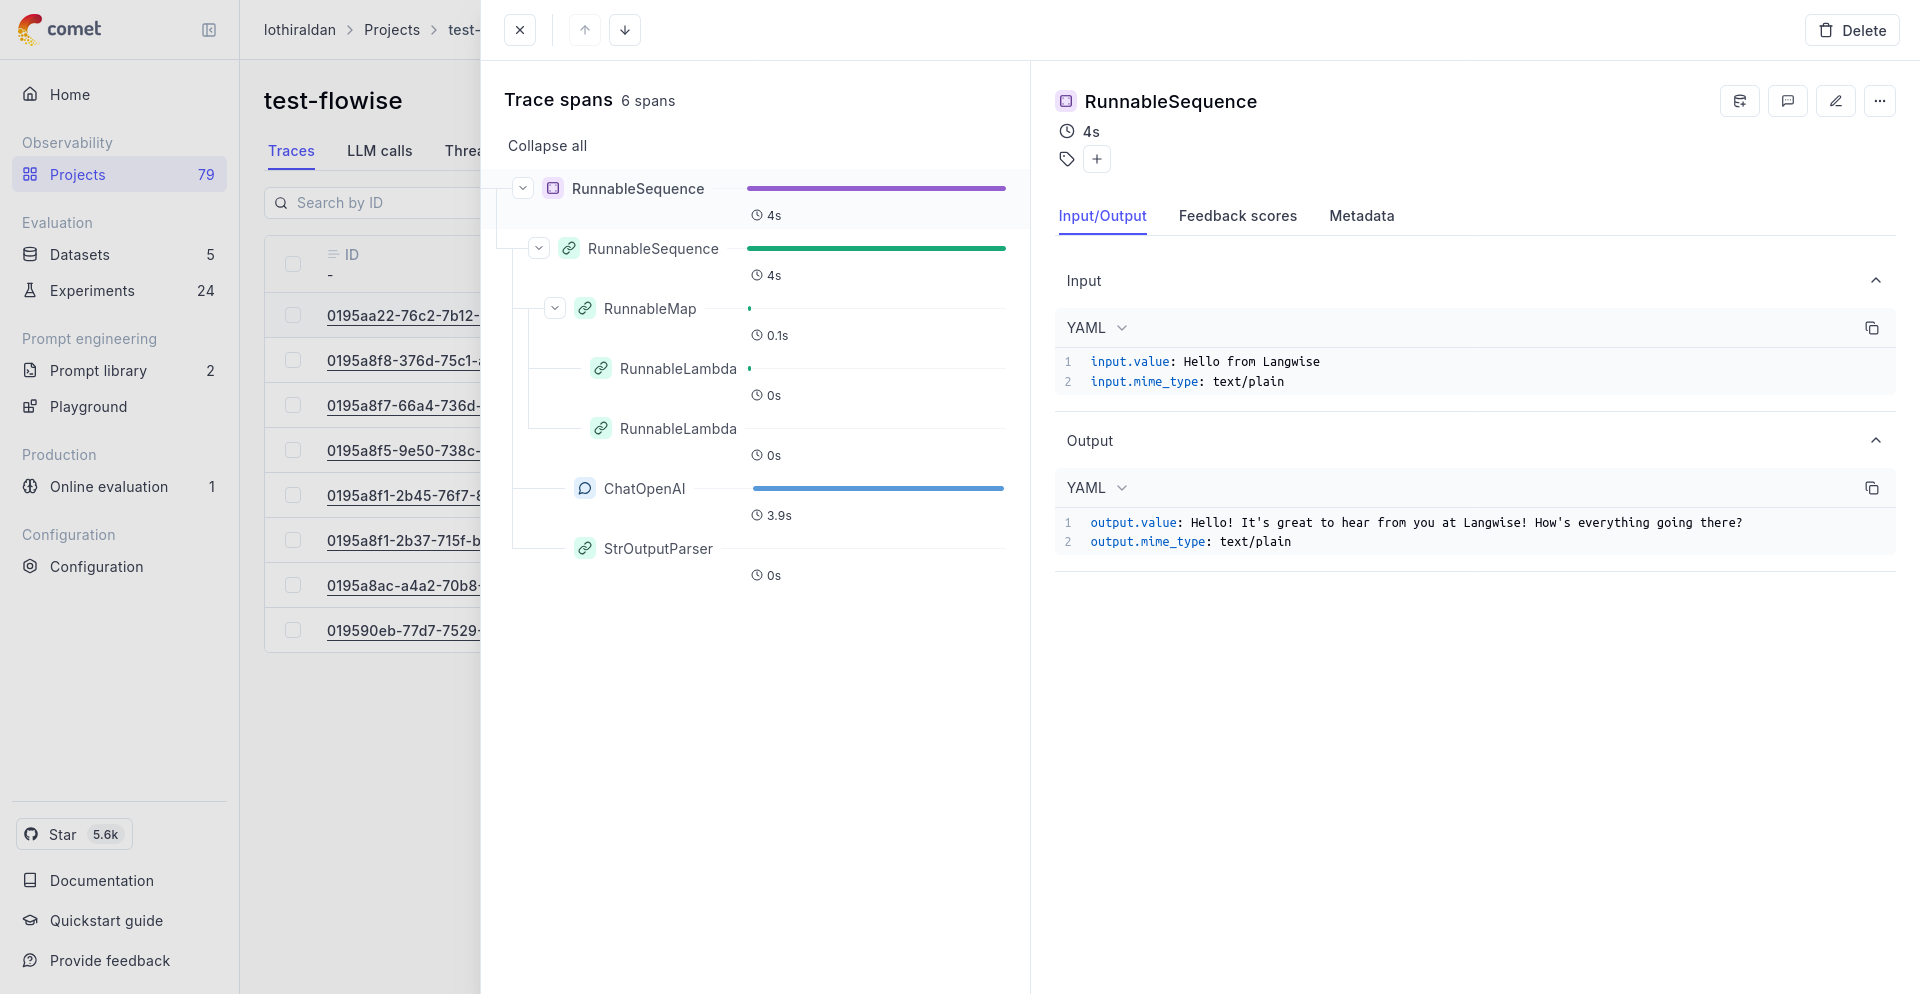 comet
Home
Observability
Projects 79
Evaluation
Datasets 5
Experiments 24
Prompt engineering
Prompt library 2
Playground
Production
Online evaluation 1
Configuration
Configuration
Star 5.6k
Documentation
Quickstart guide
Provide feedback
lothiraldan > Projects > test-
test-flowise
Traces LLM calls Threa
Search by ID
ID
-
0195aa22-76c2-7b12-
0195a8f8-376d-75c1-
0195a8f7-66a4-736d-
0195a8f5-9e50-738c-
0195a8f1-2b45-76f7-
0195a8f1-2b37-715f-b
0195a8ac-a4a2-70b8-
019590eb-77d7-7529-
Delete
Trace spans 6 spans
Collapse all
RunnableSequence
4s
RunnableSequence
4s
RunnableMap
0.1s
RunnableLambda
0s
RunnableLambda
0s
ChatOpenAI
3.9s
StrOutputParser
0s
RunnableSequence
4s
Input/Output Feedback scores Metadata
Input
YAML
1 input.value: Hello from Langwise
2 input.mime_type: text/plain
Output
YAML
1 output.value: Hello! It's great to hear from you at Langwise! How's everything going there?
2 output.mime_type: text/plain